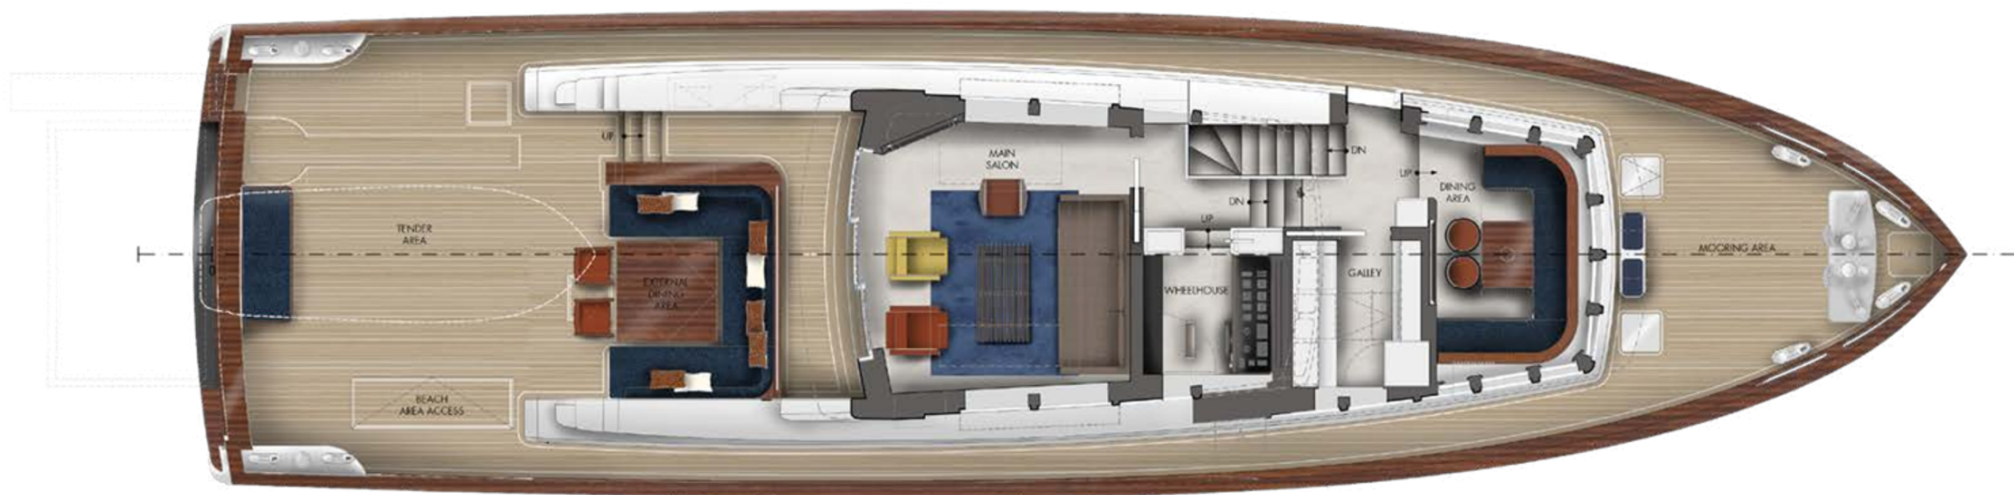 UP
TENDER
AREA
EXTERNAL
DINING
AREA
BEACH
AREA ACCESS
MAIN
SALON
DN
DN
UP
UP
WHEELHOUSE
GALLEY
DINING
AREA
MOORING AREA